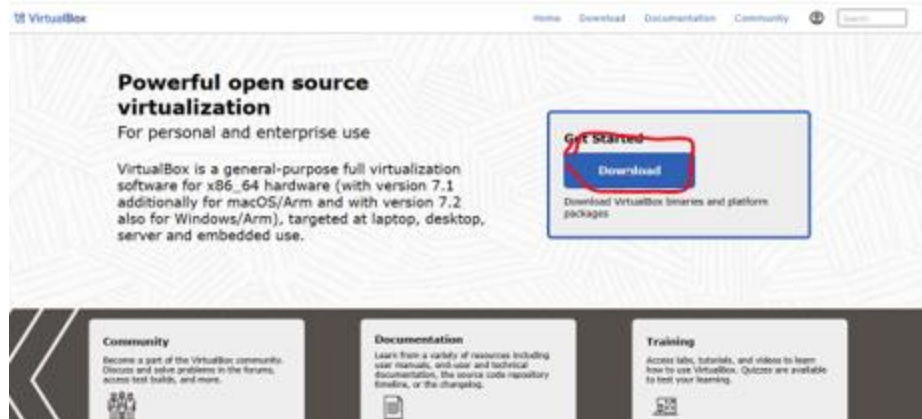 VirtualBox
Home Download Documentation Community
Search
Powerful open source
virtualization
For personal and enterprise use
VirtualBox is a general-purpose full virtualization
software for x86_64 hardware (with version 7.1
additionally for macOS/Arm and with version 7.2
also for Windows/Arm), targeted at laptop, desktop,
server and embedded use.
Get Started
Download
Download VirtualBox binaries and platform
packages
Community
Become a part of the VirtualBox community.
Discuss and solve problems in the forums,
access test builds, and more.
Documentation
Learn from a variety of resources including
user manuals, end-user and technical
documentation, the source code repository
timeline, or the changelog.
Training
Access labs, tutorials, and videos to learn
how to use VirtualBox. Quizzes are available
to test your learning.